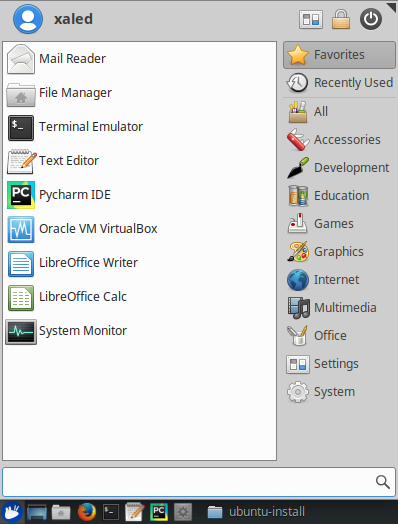 xaled
Mail Reader
File Manager
Terminal Emulator
Text Editor
Pycharm IDE
Oracle VM VirtualBox
LibreOffice Writer
LibreOffice Calc
System Monitor
Favorites
Recently Used
All
Accessories
Development
Education
Games
Graphics
Internet
Multimedia
Office
Settings
System
ubuntu-install